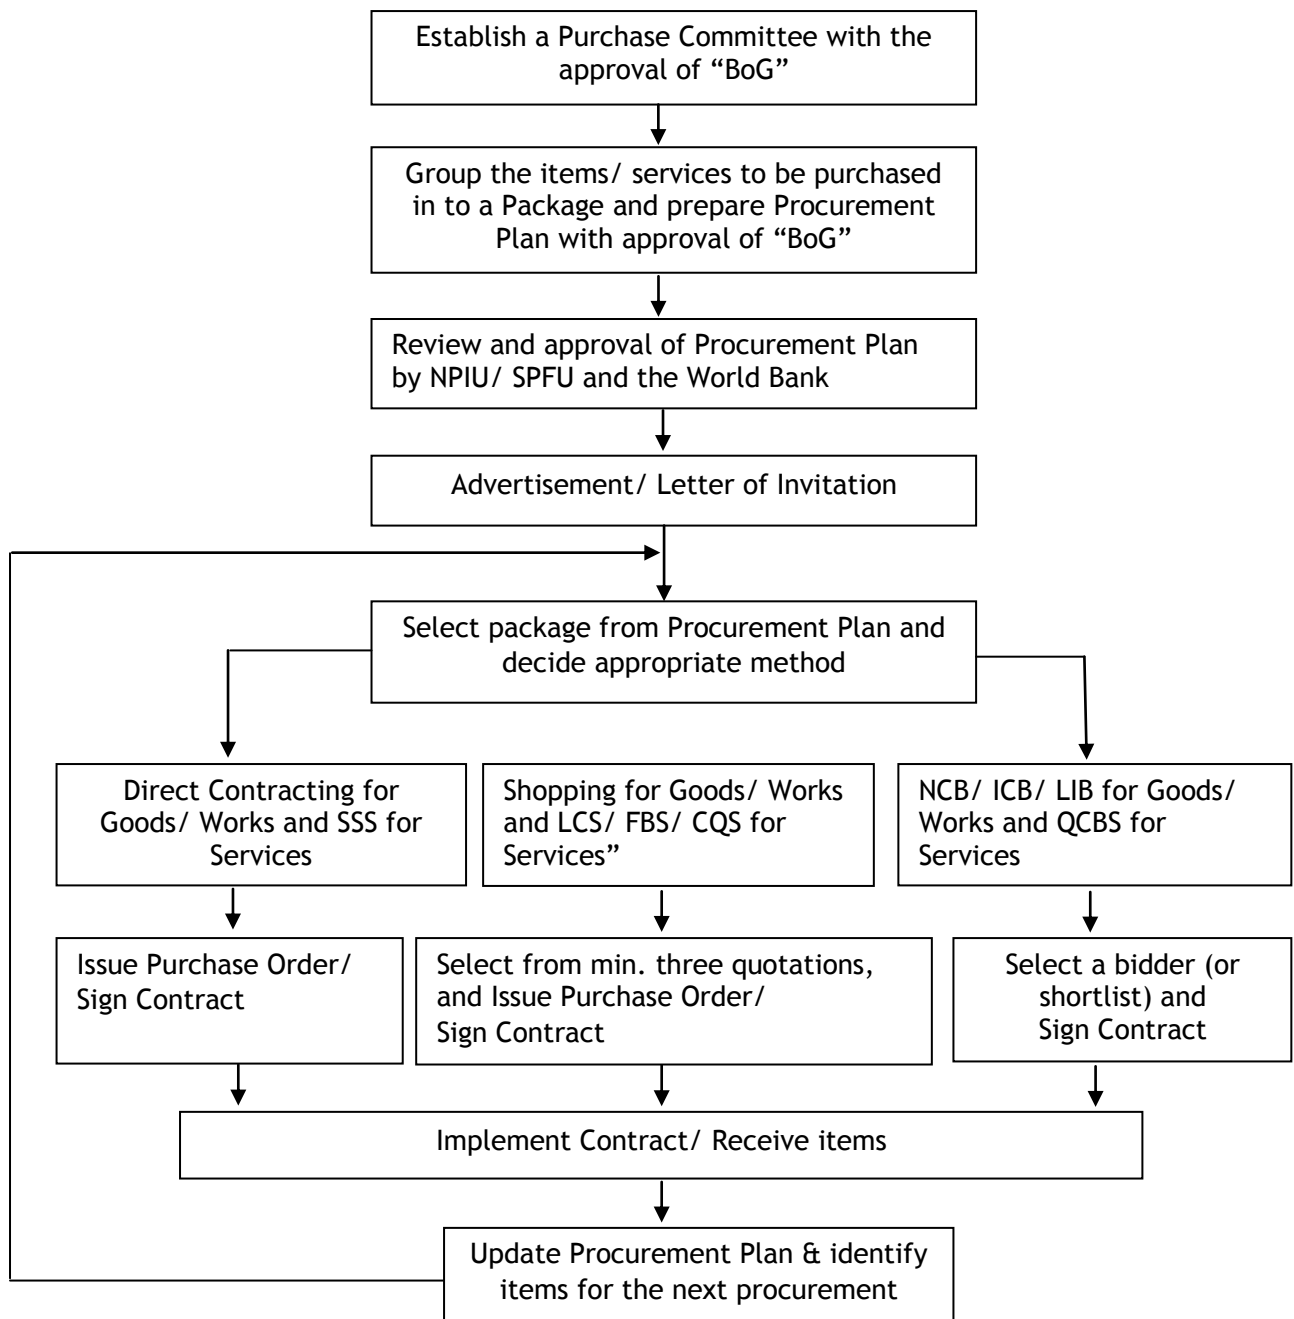 Establish a Purchase Committee with the
approval of “BoG”
Group the items/ services to be purchased
in to a Package and prepare Procurement
Plan with approval of “BoG”
Review and approval of Procurement Plan
by NPIU/ SPFU and the World Bank
Advertisement/ Letter of Invitation
Select package from Procurement Plan and
decide appropriate method
Direct Contracting for
Goods/ Works and SSS for
Services
Shopping for Goods/ Works
and LCS/ FBS/ CQS for
Services”
NCB/ ICB/ LIB for Goods/
Works and QCBS for
Services
Issue Purchase Order/
Sign Contract
Select from min. three quotations,
and Issue Purchase Order/
Sign Contract
Select a bidder (or
shortlist) and
Sign Contract
Implement Contract/ Receive items
Update Procurement Plan & identify
items for the next procurement